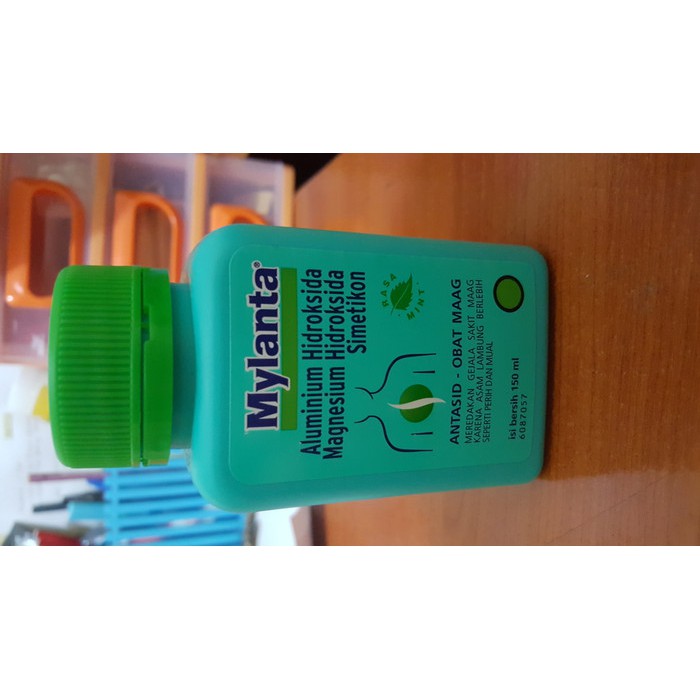 Mylanta®
Aluminium Hidroksida
Magnesium Hidroksida
Simetikon
RASA
MINT
ANTASID - OBAT MAAG
MEREDAKAN GEJALA SAKIT MAAG
KARENA ASAM LAMBUNG BERLEBIH
SEPERTI PERIH DAN MUAL
isi bersih 150 ml
6087057